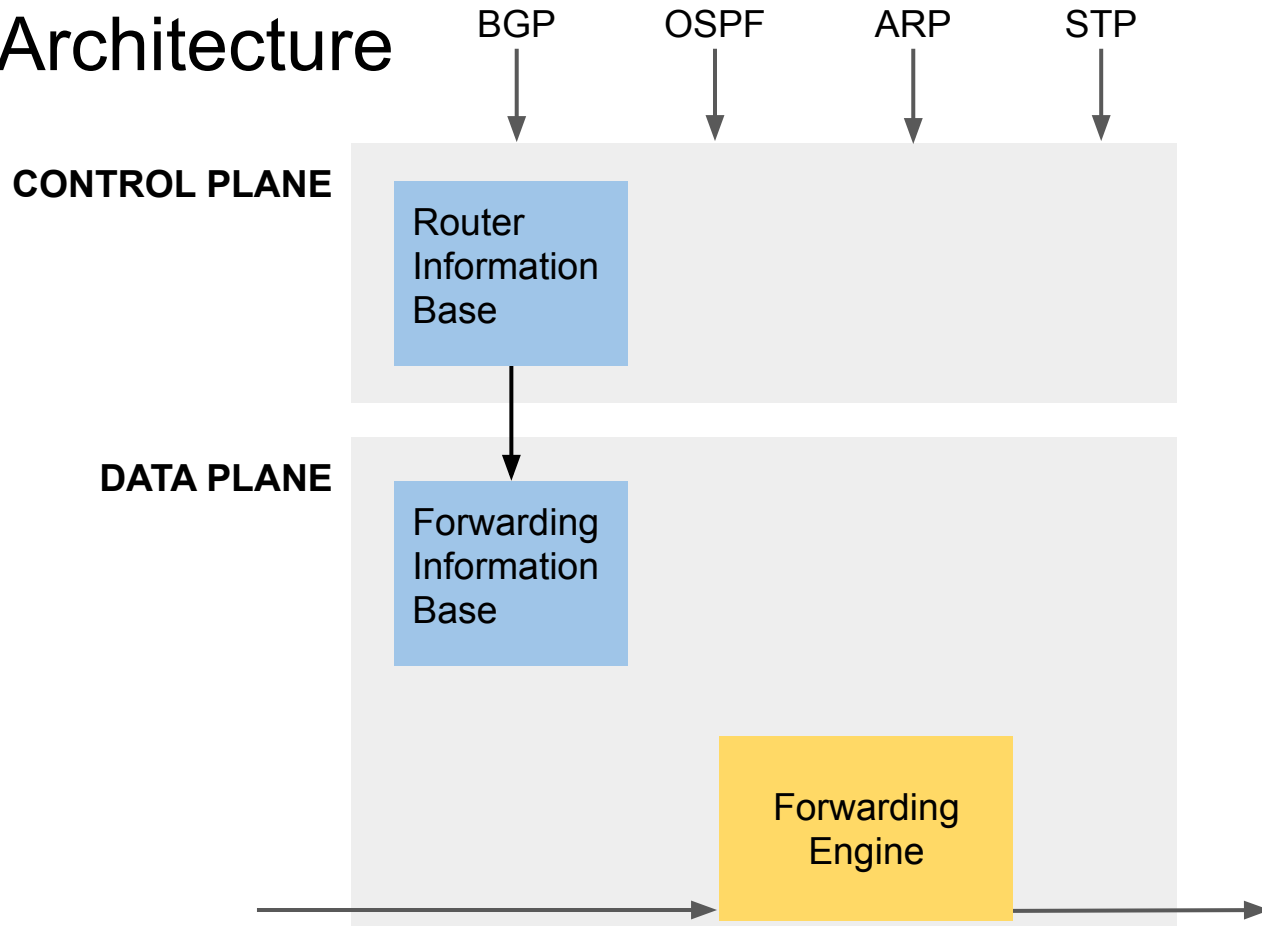 Architecture
BGP OSPF ARP STP
CONTROL PLANE
Router
Information
Base
DATA PLANE
Forwarding
Information
Base
Forwarding
Engine